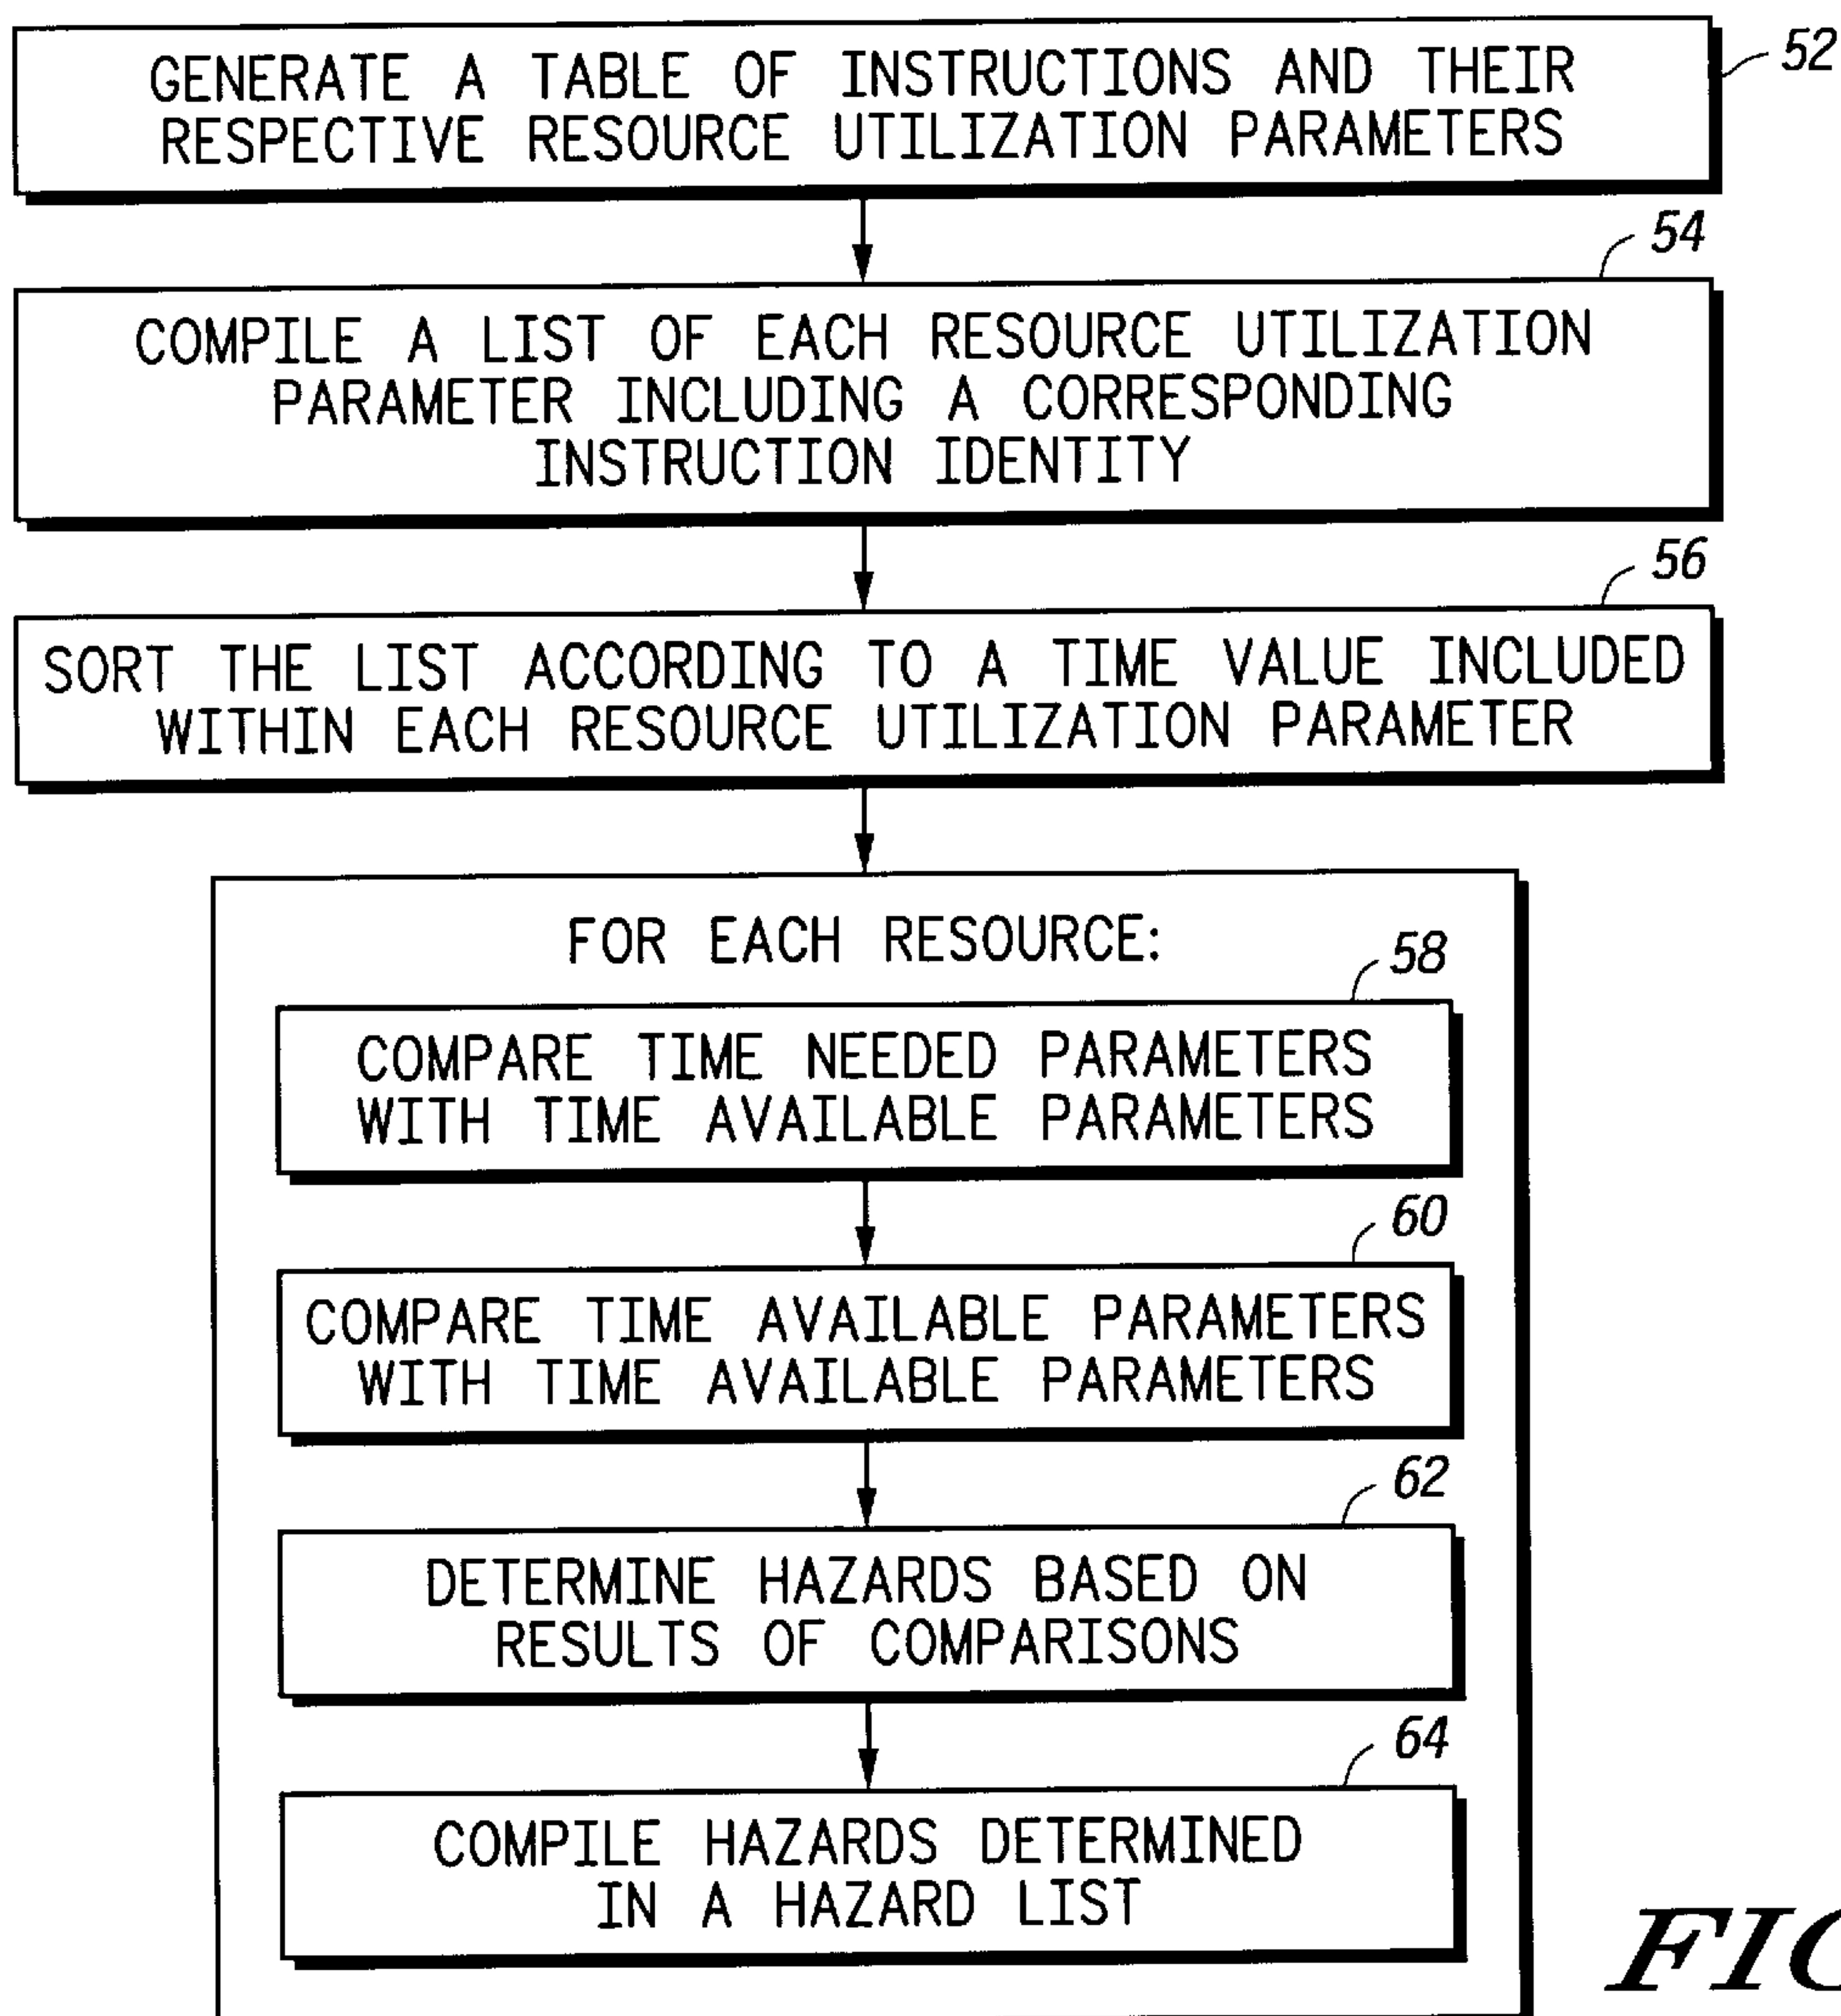 GENERATE A TABLE OF INSTRUCTIONS AND THEIR
RESPECTIVE RESOURCE UTILIZATION PARAMETERS
52
54
COMPILE A LIST OF EACH RESOURCE UTILIZATION
PARAMETER INCLUDING A CORRESPONDING
INSTRUCTION IDENTITY
56
SORT THE LIST ACCORDING TO A TIME VALUE INCLUDED
WITHIN EACH RESOURCE UTILIZATION PARAMETER
FOR EACH RESOURCE:
58
COMPARE TIME NEEDED PARAMETERS
WITH TIME AVAILABLE PARAMETERS
60
COMPARE TIME AVAILABLE PARAMETERS
WITH TIME AVAILABLE PARAMETERS
62
DETERMINE HAZARDS BASED ON
RESULTS OF COMPARISONS
64
COMPILE HAZARDS DETERMINED
IN A HAZARD LIST